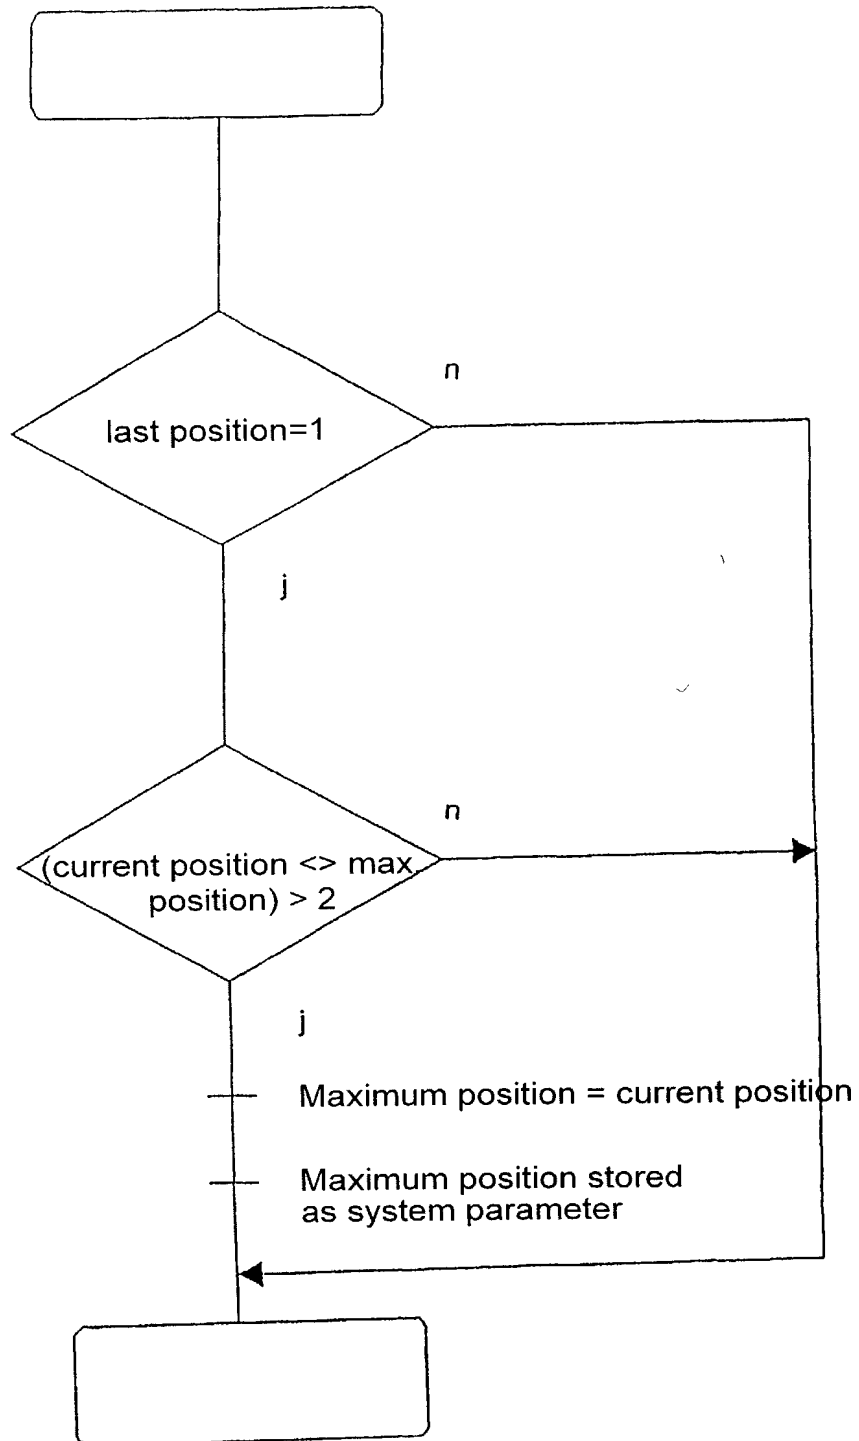 n
last position=1
j
n
(current position <> max.
position) > 2
j
Maximum position = current position
Maximum position stored
as system parameter